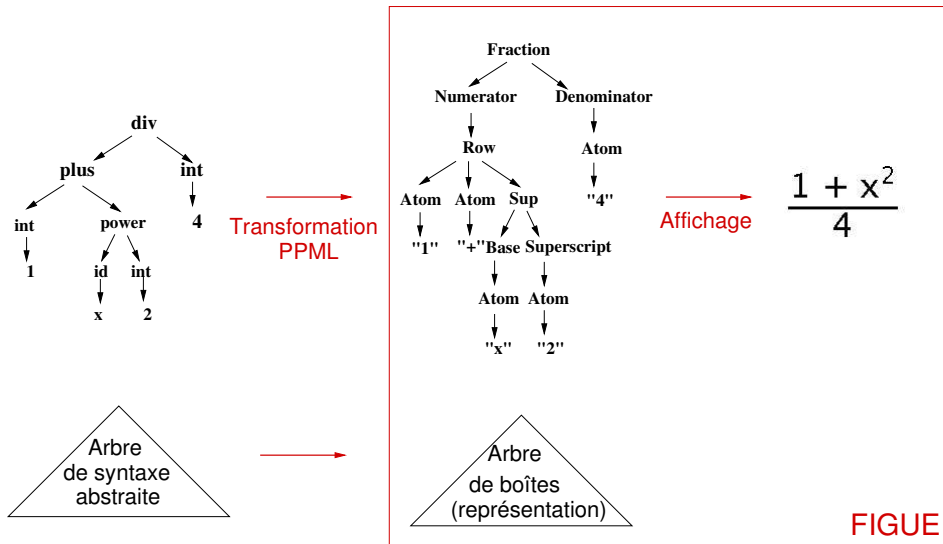 div
plus int
int power 4
1 id int
x 2
Transformation
PPML
Fraction
Numerator Denominator
Row Atom
Atom Atom Sup "4"
"1" "+" Base Superscript
Atom Atom
"x" "2"
Affichage
1 + x²
4
Arbre
de syntaxe
abstraite
Arbre
de boîtes
(représentation)
FIGUE